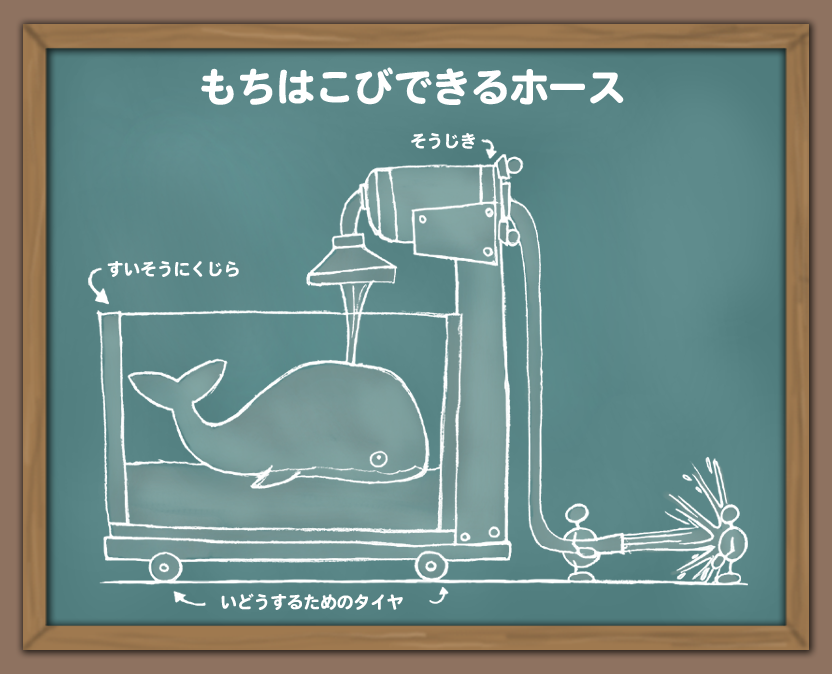 もちはこびできるホース
そうじき
すいそうにくじら
いどうするためのタイヤ